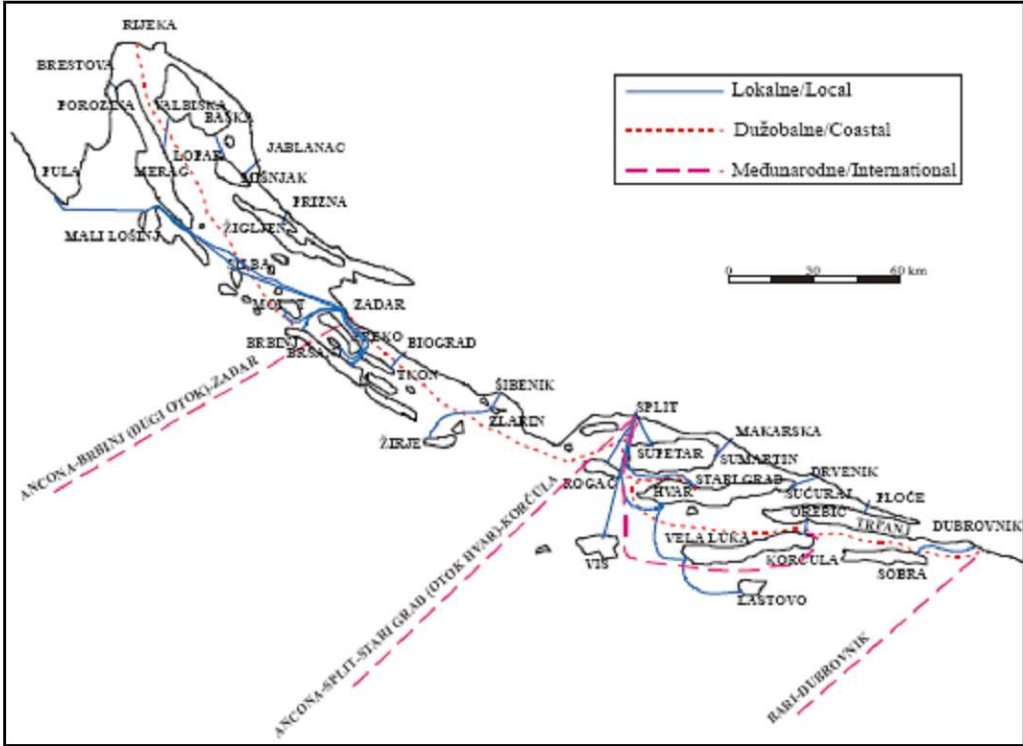 RIJEKA
BRESTOVA
POROZINA
VALBISKA
BAŠKA
Lokalne/Local
Dužobalne/Coastal
Međunarodne/International
JABLANAC
LOPAR
PULA
MERAG
MIŠNJAK
PRIZNA
ŽIGLJEN
MALI LOŠINJ
SILBA
0 30 60 km
ZADAR
BRBINJ
BIOGRAD
TKON
ŠIBENIK
ZLARIN
ŽIRJE
SPLIT
MAKARSKA
SUPETAR
SUMARTIN
DRVENIK
ROGAČ
STARI GRAD
HVAR
SUĆURAJ
PLOČE
OREBIĆ
TRPANJ
DUBROVNIK
VELA LUKA
VIS
KORČULA
SOBRA
LASTOVO
ANCONA-BRBINJ (DUGI OTOK)-ZADAR
ANCONA-SPLIT-STARI GRAD (OTOK HVAR)-KORČULA
BARI-DUBROVNIK